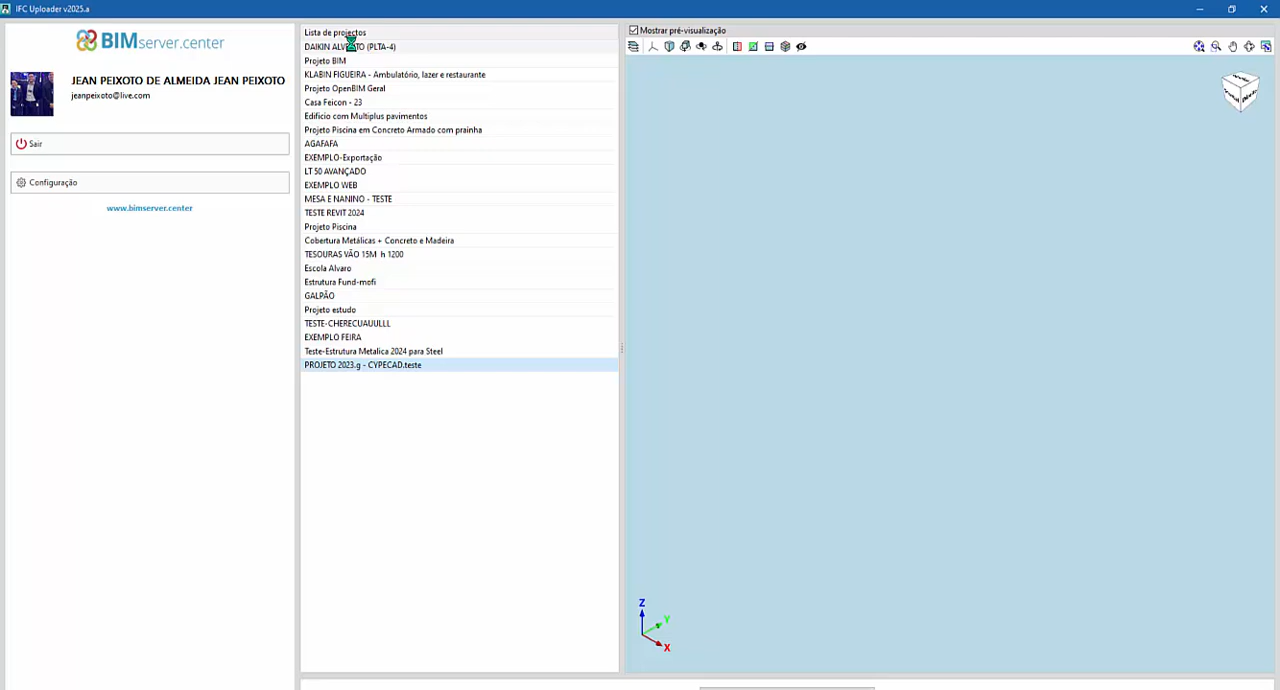 IFC Uploader v2025.a
BIMserver.center
JEAN PEIXOTO DE ALMEIDA JEAN PEIXOTO
jeanpeixoto@live.com
Sair
Configuração
www.bimserver.center
Lista de projectos
DAIKIN (PLTA-4)
Projeto BIM
KLABIN FIGUEIRA - Ambulatório, lazer e restaurante
Projeto OpenBIM Geral
Casa Feicon - 23
Edificio com Multiplus pavimentos
Projeto Piscina em Concreto Armado com prainha
AGAFAFA
EXEMPLO-Exportação
LT 50 AVANÇADO
EXEMPLO WEB
MESA E NANINO - TESTE
TESTE REVIT 2024
Projeto Piscina
Cobertura Metálicas + Concreto e Madeira
TESOURAS VÃO 15M h 1200
Escola Alvaro
Estrutura Fund-mofi
GALPÃO
Projeto estudo
TESTE-CHERECUAUULLL
EXEMPLO FEIRA
Teste-Estrutura Metalica 2024 para Steel
PROJETO 2023.g - CYPECAD.teste
Mostrar pré-visualização
Z
Y
X